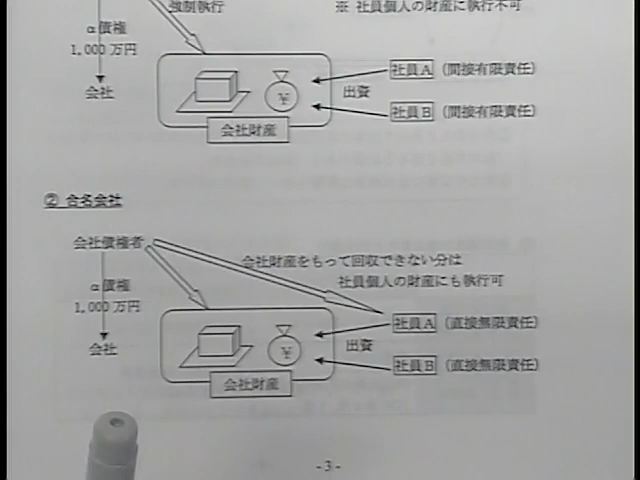 強制執行
※ 社員個人の財産に執行不可
α債権
1,000万円
会社
¥
会社財産
出資
社員A（間接有限責任）
社員B（間接有限責任）
② 合名会社
会社債権者
会社財産をもって回収できない分は
社員個人の財産にも執行可
α債権
1,000万円
会社
¥
会社財産
出資
社員A（直接無限責任）
社員B（直接無限責任）
-3-